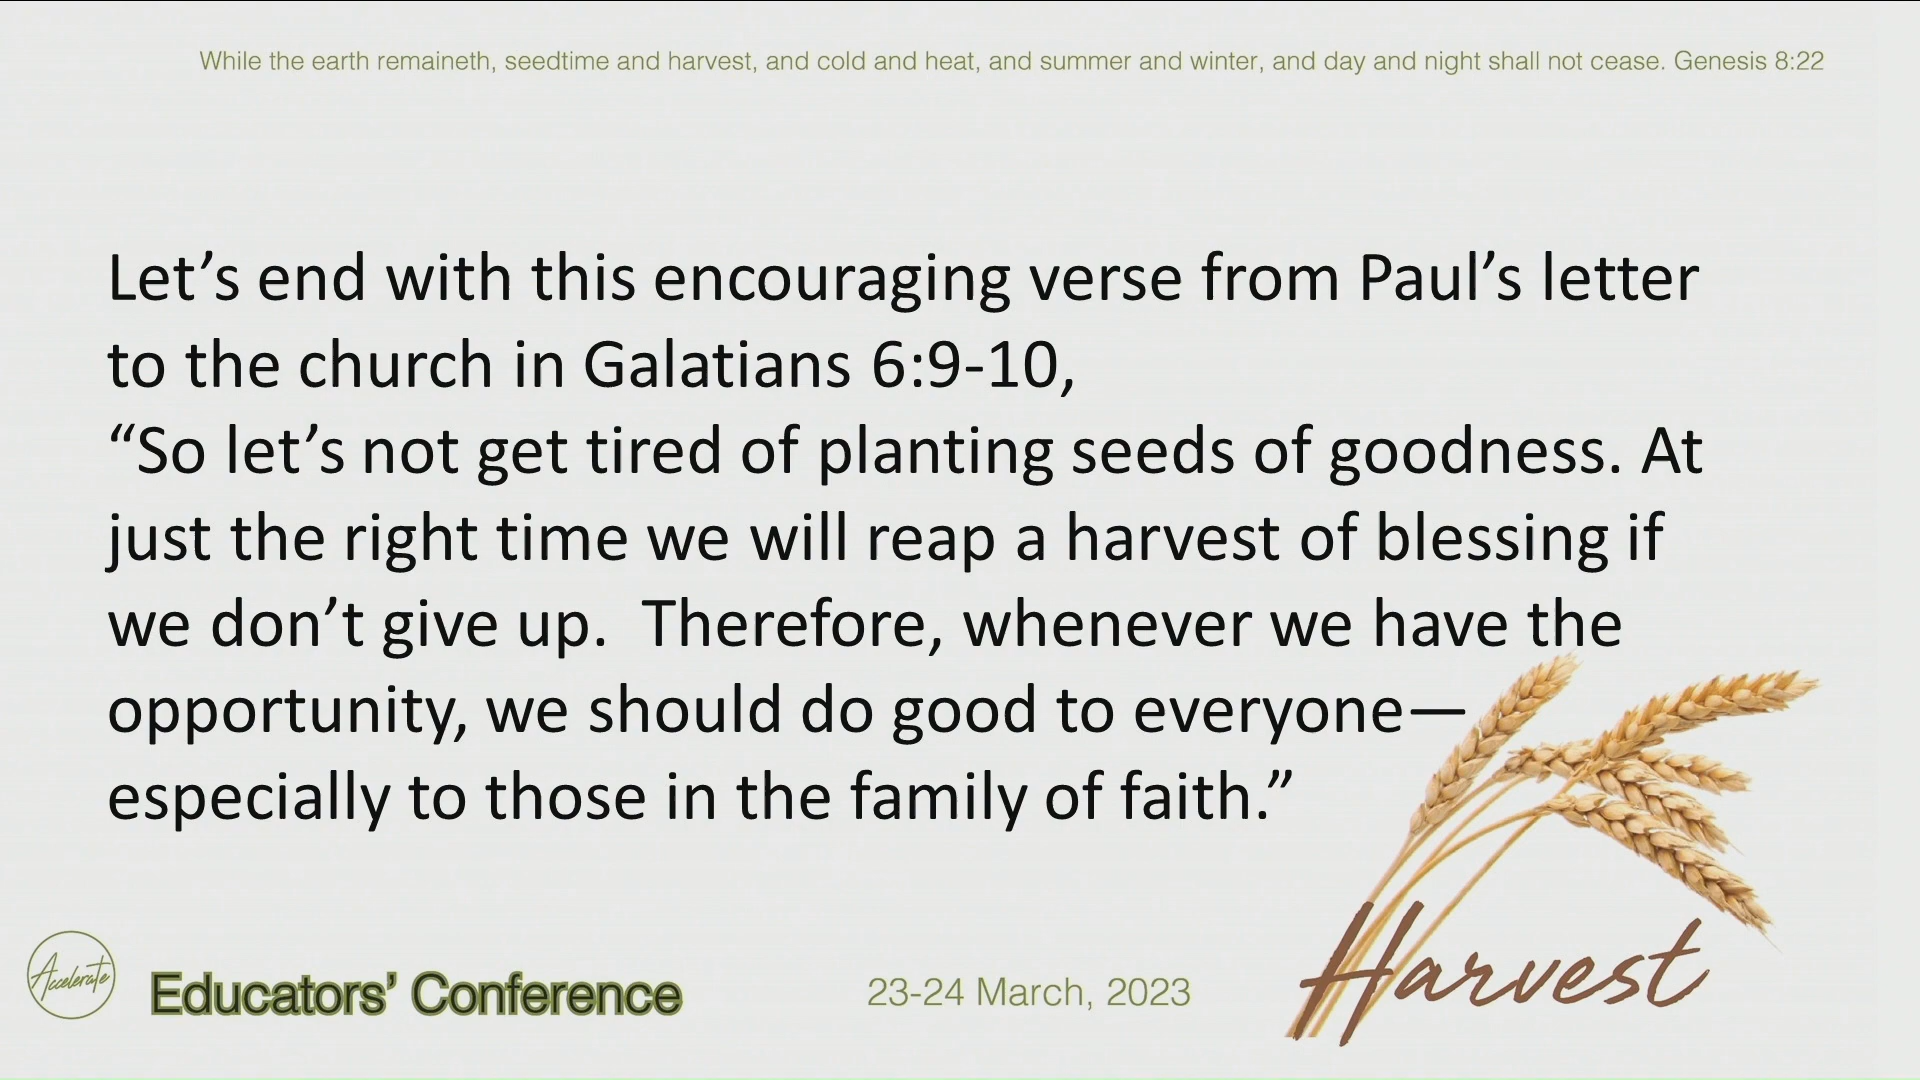 While the earth remaineth, seedtime and harvest, and cold and heat, and summer and winter, and day and night shall not cease. Genesis 8:22
Let’s end with this encouraging verse from Paul’s letter
to the church in Galatians 6:9-10,
“So let’s not get tired of planting seeds of goodness. At
just the right time we will reap a harvest of blessing if
we don’t give up.  Therefore, whenever we have the
opportunity, we should do good to everyone—
especially to those in the family of faith.”
Accelerate
Educators’ Conference
23-24 March, 2023
Harvest